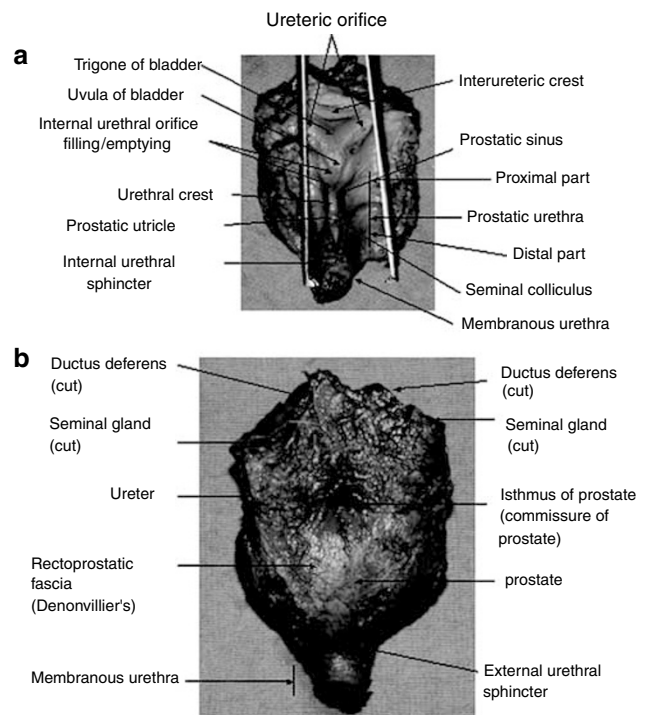 Ureteric orifice
a
Trigone of bladder
Uvula of bladder
Internal urethral orifice
filling/emptying
Urethral crest
Prostatic utricle
Internal urethral
sphincter
Interureteric crest
Prostatic sinus
Proximal part
Prostatic urethra
Distal part
Seminal colliculus
Membranous urethra
b
Ductus deferens
(cut)
Seminal gland
(cut)
Ureter
Rectoprostatic
fascia
(Denonvillier's)
Membranous urethra
Ductus deferens
(cut)
Seminal gland
(cut)
Isthmus of prostate
(commissure of
prostate)
prostate
External urethral
sphincter